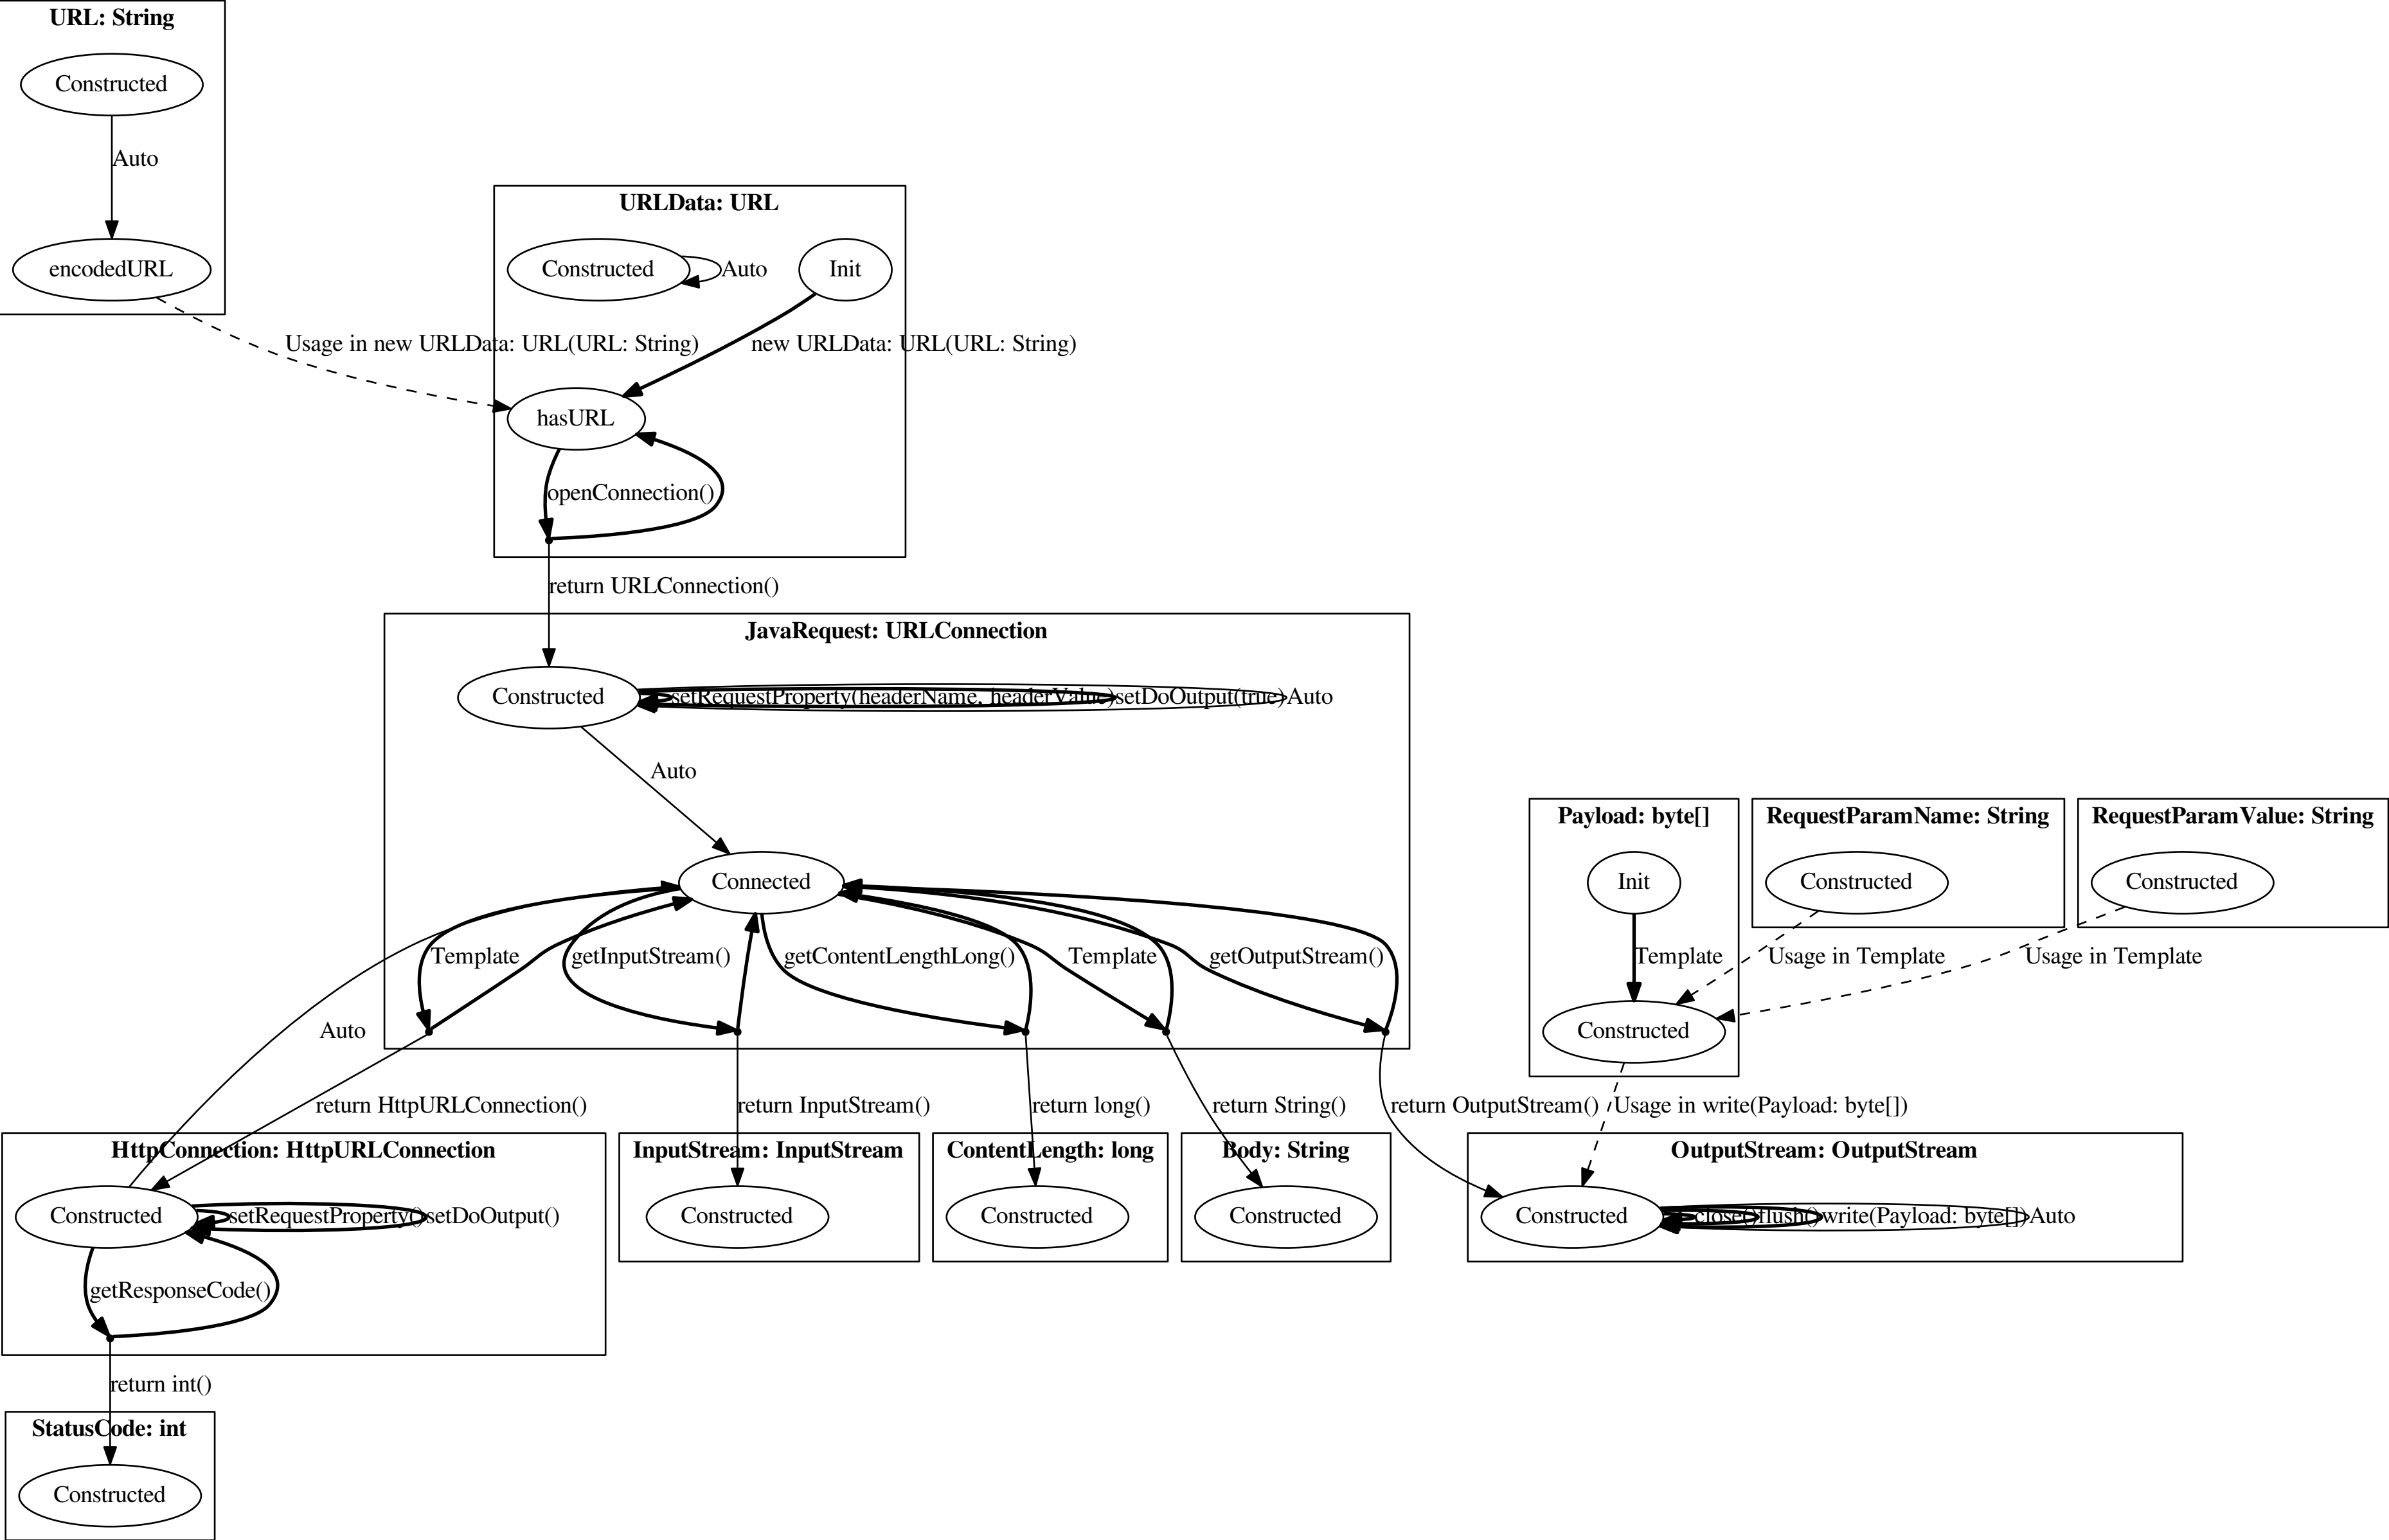 URL: String
Constructed
Auto
encodedURL
URLData: URL
Constructed
Auto
Init
Usage in new URLData: URL(URL: String)
new URLData: URL(URL: String)
hasURL
openConnection()
return URLConnection()
JavaRequest: URLConnection
Constructed
setRequestProperty(headerName, headerValue)
setDoOutput(true)
Auto
Auto
Connected
Template
getInputStream()
getContentLengthLong()
Template
getOutputStream()
Payload: byte[]
Init
Template
Constructed
RequestParamName: String
Constructed
Usage in Template
RequestParamValue: String
Constructed
Usage in Template
Auto
return HttpURLConnection()
return InputStream()
return long()
return String()
return OutputStream()
Usage in write(Payload: byte[])
HttpConnection: HttpURLConnection
Constructed
setRequestProperty()
setDoOutput()
getResponseCode()
InputStream: InputStream
Constructed
ContentLength: long
Constructed
Body: String
Constructed
OutputStream: OutputStream
Constructed
close()
flush()
write(Payload: byte[])
Auto
return int()
StatusCode: int
Constructed